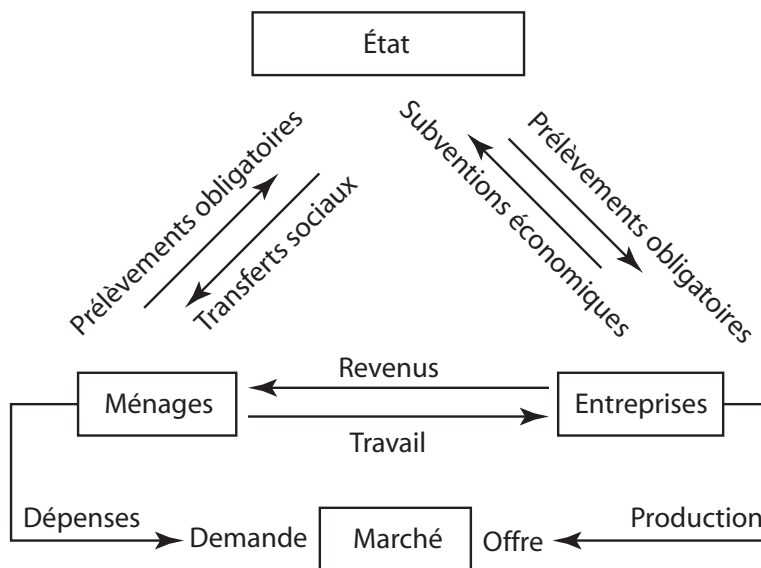 État
Prélèvements obligatoires
Transferts sociaux
Subventions économiques
Prélèvements obligatoires
Revenus
Ménages
Entreprises
Travail
Dépenses
Production
Demande
Marché
Offre